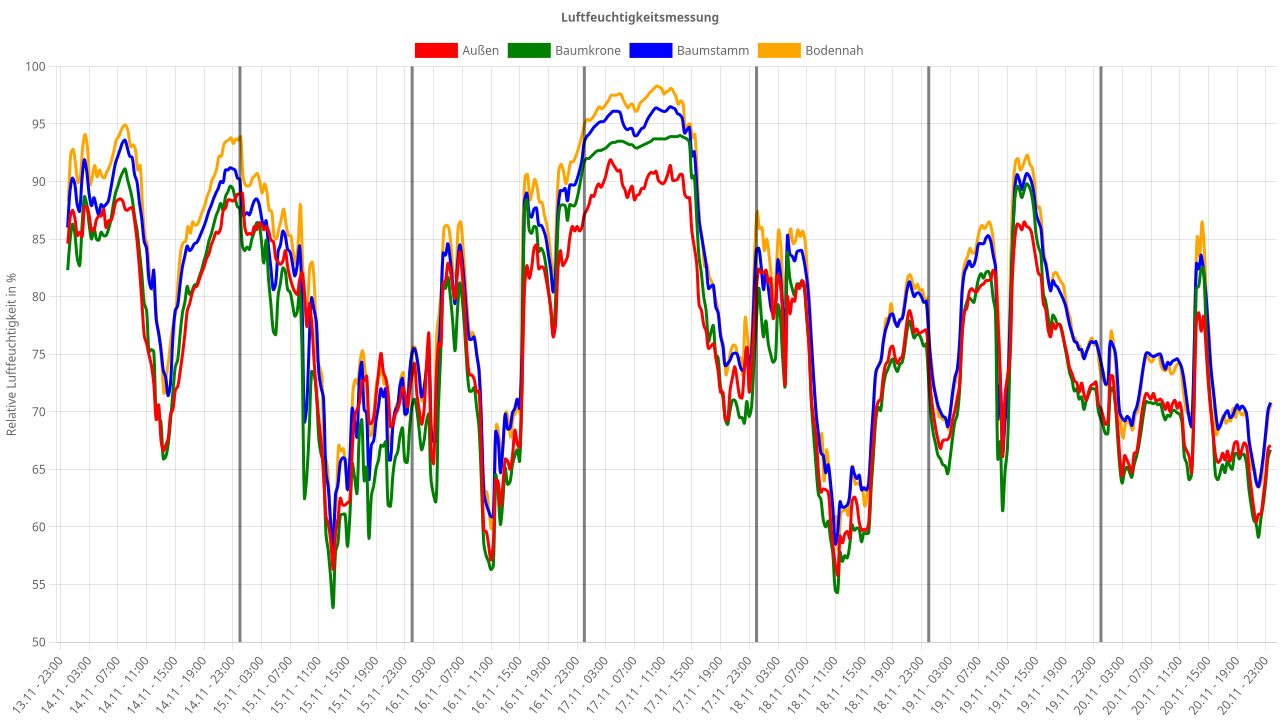 Luftfeuchtigkeitsmessung
Außen Baumkrone Baumstamm Bodennah
Relative Luftfeuchtigkeit in %
100
95
90
85
80
75
70
65
60
55
50
13.11 - 23:00
14.11 - 03:00
14.11 - 07:00
14.11 - 11:00
14.11 - 15:00
14.11 - 19:00
14.11 - 23:00
15.11 - 03:00
15.11 - 07:00
15.11 - 11:00
15.11 - 15:00
15.11 - 19:00
15.11 - 23:00
16.11 - 03:00
16.11 - 07:00
16.11 - 11:00
16.11 - 15:00
16.11 - 19:00
16.11 - 23:00
17.11 - 03:00
17.11 - 07:00
17.11 - 11:00
17.11 - 15:00
17.11 - 19:00
17.11 - 23:00
18.11 - 03:00
18.11 - 07:00
18.11 - 11:00
18.11 - 15:00
18.11 - 19:00
18.11 - 23:00
19.11 - 03:00
19.11 - 07:00
19.11 - 11:00
19.11 - 15:00
19.11 - 19:00
19.11 - 23:00
20.11 - 03:00
20.11 - 07:00
20.11 - 11:00
20.11 - 15:00
20.11 - 19:00
20.11 - 23:00